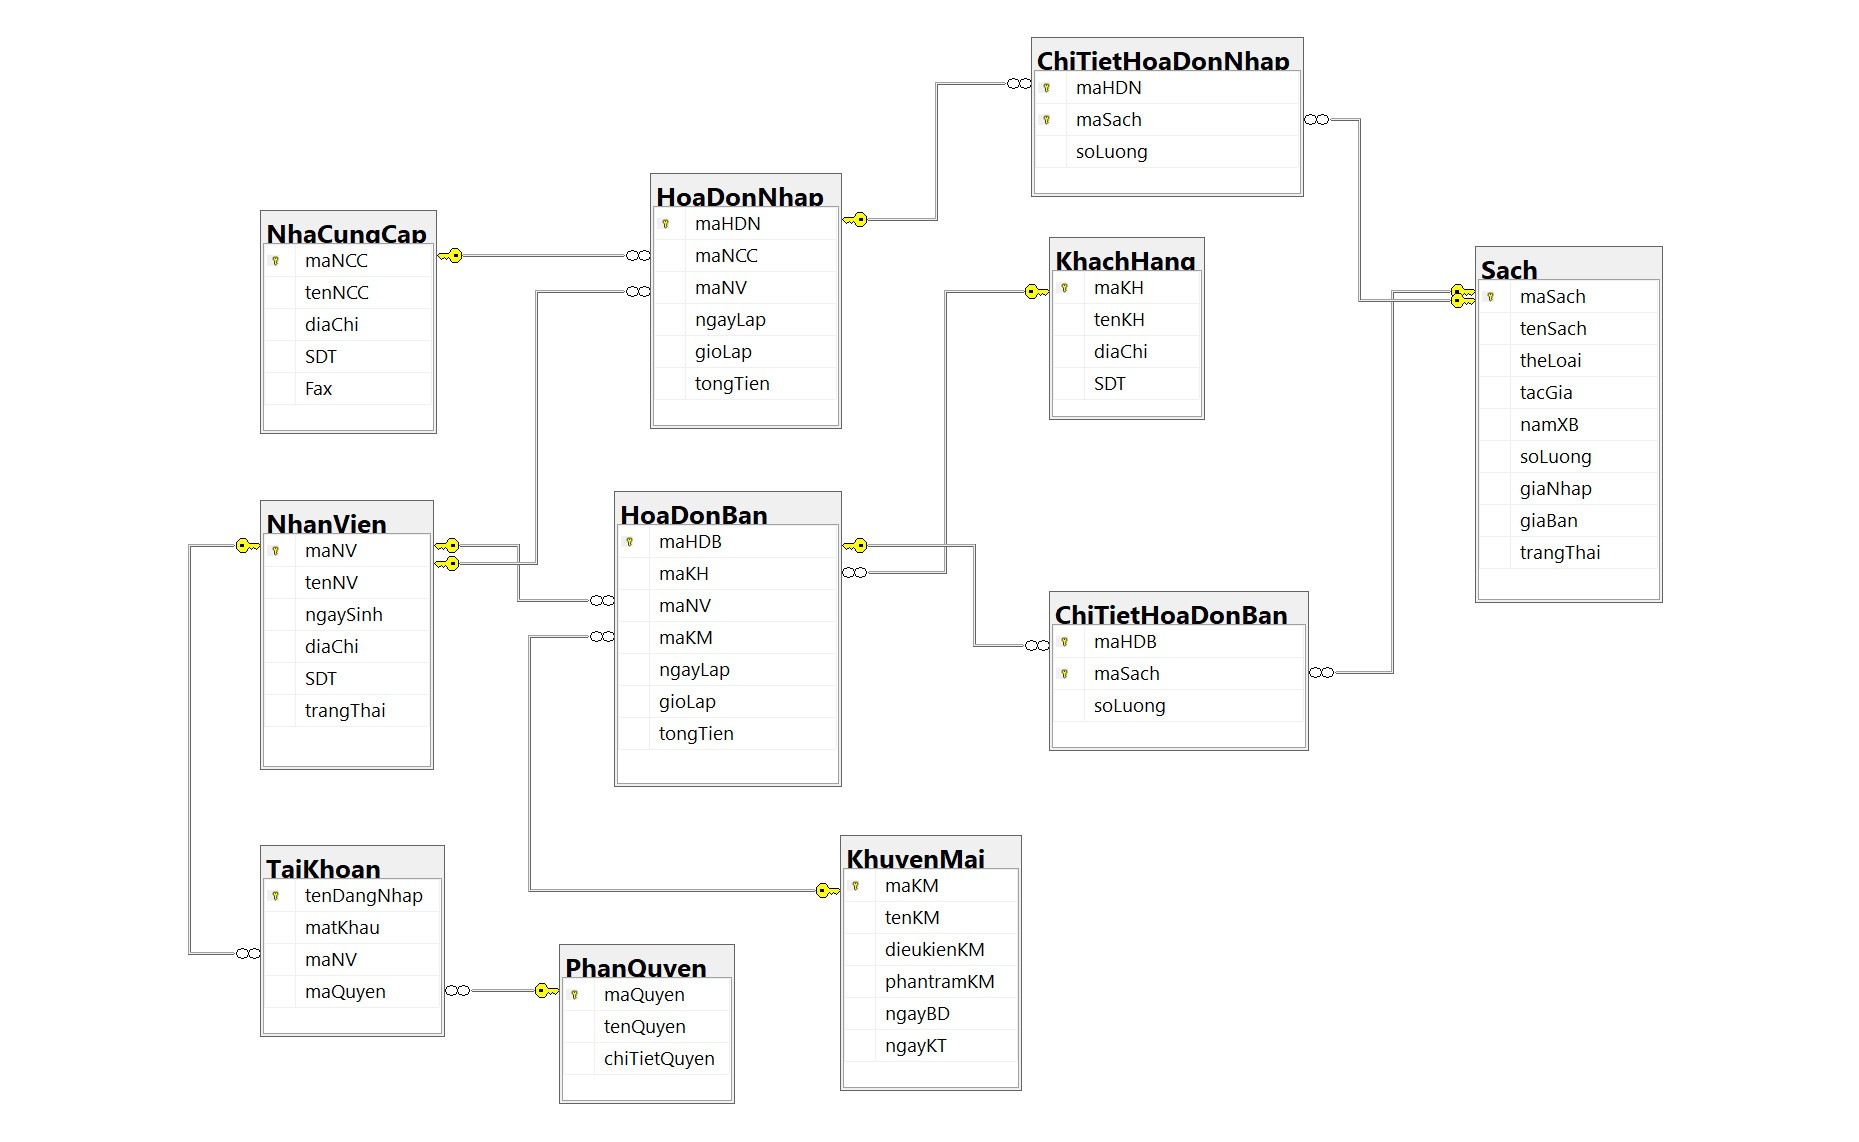 ChiTietHoaDonNhap
maHDN
maSach
soLuong
HoaDonNhap
maHDN
maNCC
maNV
ngayLap
gioLap
tongTien
NhaCungCap
maNCC
tenNCC
diaChi
SDT
Fax
KhachHang
maKH
tenKH
diaChi
SDT
Sach
maSach
tenSach
theLoai
tacGia
namXB
soLuong
giaNhap
giaBan
trangThai
NhanVien
maNV
tenNV
ngaySinh
diaChi
SDT
trangThai
HoaDonBan
maHDB
maKH
maNV
maKM
ngayLap
gioLap
tongTien
ChiTietHoaDonBan
maHDB
maSach
soLuong
TaiKhoan
tenDangNhap
matKhau
maNV
maQuyen
PhanQuyen
maQuyen
tenQuyen
chiTietQuyen
KhuyenMai
maKM
tenKM
dieukienKM
phantramKM
ngayBD
ngayKT